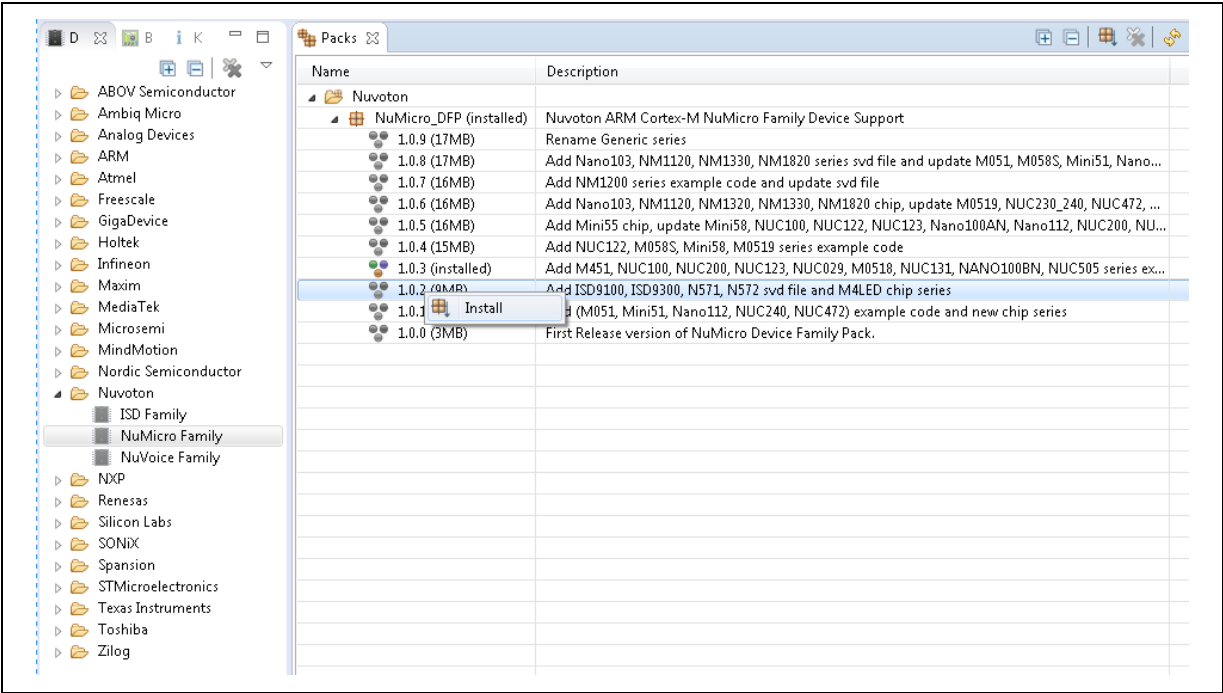 D B i K
ABOV Semiconductor
Ambiq Micro
Analog Devices
ARM
Atmel
Freescale
GigaDevice
Holtek
Infineon
Maxim
MediaTek
Microsemi
MindMotion
Nordic Semiconductor
Nuvoton
ISD Family
NuMicro Family
NuVoice Family
NXP
Renesas
Silicon Labs
SONiX
Spansion
STMicroelectronics
Texas Instruments
Toshiba
Zilog
Packs
Name Description
Nuvoton
NuMicro_DFP (installed) Nuvoton ARM Cortex-M NuMicro Family Device Support
1.0.9 (17MB) Rename Generic series
1.0.8 (17MB) Add Nano103, NM1120, NM1330, NM1820 series svd file and update M051, M058S, Mini51, Nano...
1.0.7 (16MB) Add NM1200 series example code and update svd file
1.0.6 (16MB) Add Nano103, NM1120, NM1320, NM1330, NM1820 chip, update M0519, NUC230_240, NUC472, ...
1.0.5 (16MB) Add Mini55 chip, update Mini58, NUC100, NUC122, NUC123, Nano100AN, Nano112, NUC200, NU...
1.0.4 (15MB) Add NUC122, M058S, Mini58, M0519 series example code
1.0.3 (installed) Add M451, NUC100, NUC200, NUC123, NUC029, M0518, NUC131, NANO100BN, NUC505 series ex...
1.0.2 (9MB) Add ISD9100, ISD9300, N571, N572 svd file and M4LED chip series
Install
1.0.1 (M051, Mini51, Nano112, NUC240, NUC472) example code and new chip series
1.0.0 (3MB) First Release version of NuMicro Device Family Pack.